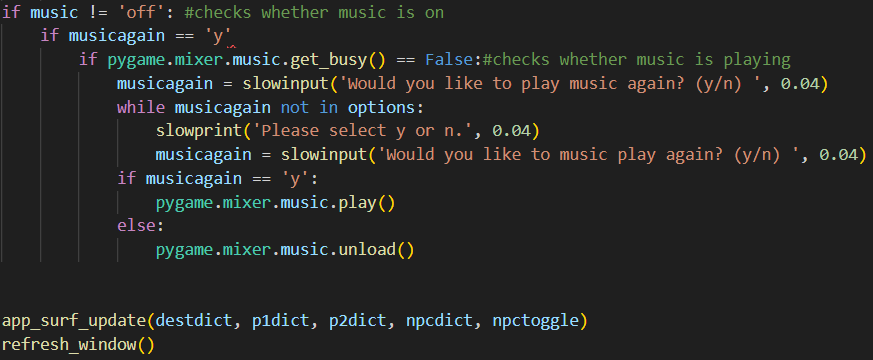 if music != 'off': #checks whether music is on
    if musicagain == 'y'
        if pygame.mixer.music.get_busy() == False:#checks whether music is playing
            musicagain = slowinput('Would you like to play music again? (y/n) ', 0.04)
            while musicagain not in options:
                slowprint('Please select y or n.', 0.04)
                musicagain = slowinput('Would you like to music play again? (y/n) ', 0.04)
            if musicagain == 'y':
                pygame.mixer.music.play()
            else:
                pygame.mixer.music.unload()
app_surf_update(destdict, p1dict, p2dict, npcdict, npctoggle)
refresh_window()